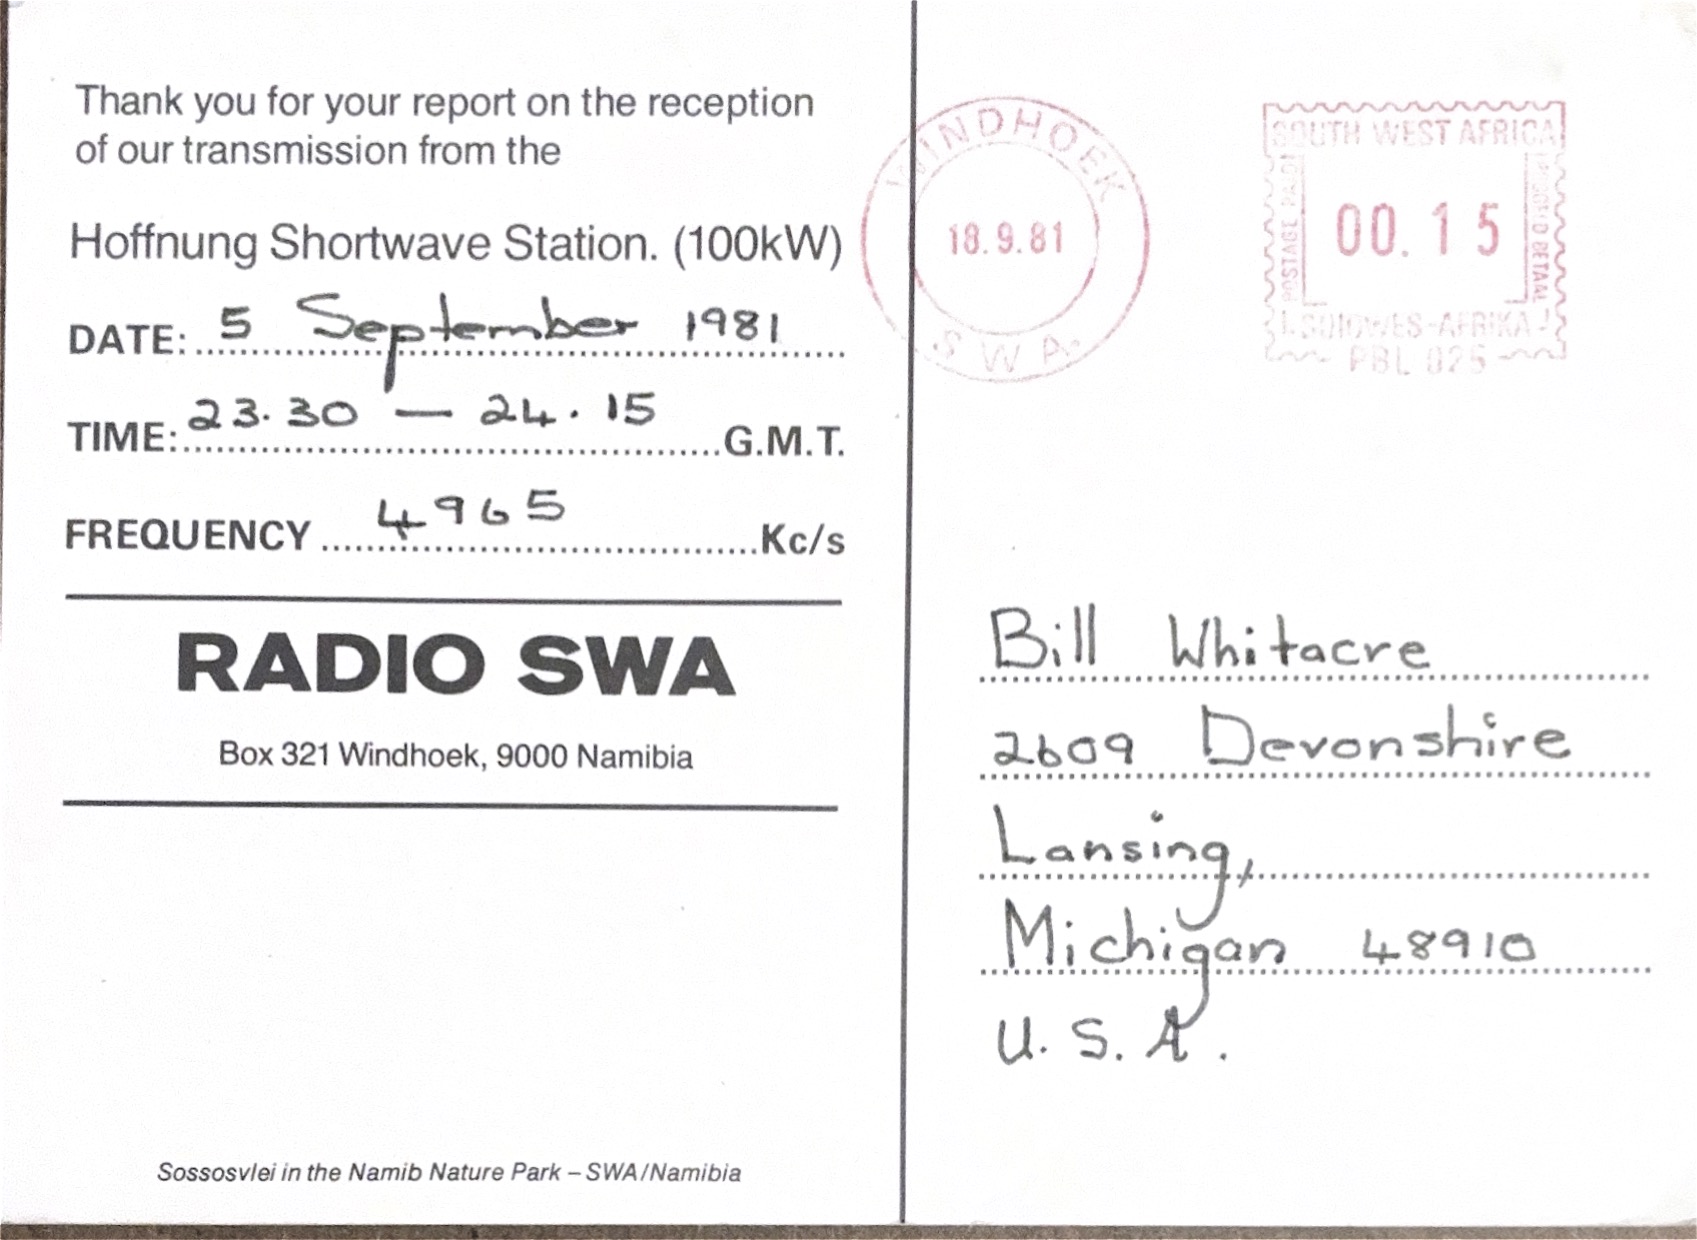 Thank you for your report on the reception
of our transmission from the
Hoffnung Shortwave Station. (100kW)
DATE: 5 September 1981
TIME: 23.30 — 24.15 G.M.T.
FREQUENCY 4965 Kc/s
RADIO SWA
Box 321 Windhoek, 9000 Namibia
Sossosvlei in the Namib Nature Park – SWA/Namibia
WINDHOEK
18.9.81
SWA
SOUTH WEST AFRICA
POSTAGE PAID
00.15
POSGELD BETAAL
SUIDWES-AFRIKA
PBL 025
Bill Whitacre
2609 Devonshire
Lansing,
Michigan 48910
U.S.A.